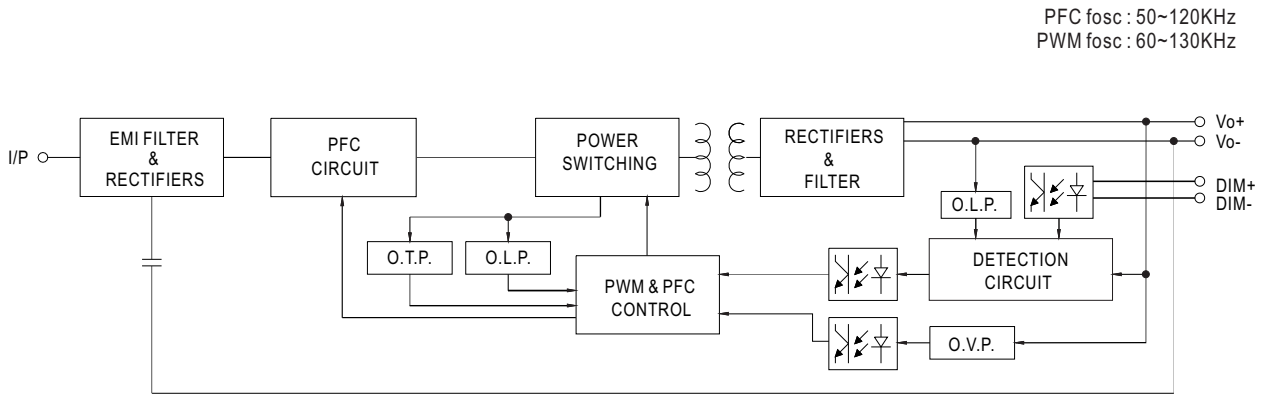 PFC fosc : 50~120KHz
PWM fosc : 60~130KHz
I/P
EMI FILTER
&
RECTIFIERS
PFC
CIRCUIT
POWER
SWITCHING
RECTIFIERS
&
FILTER
Vo+
Vo-
DIM+
DIM-
O.L.P.
O.T.P.
O.L.P.
PWM & PFC
CONTROL
DETECTION
CIRCUIT
O.V.P.